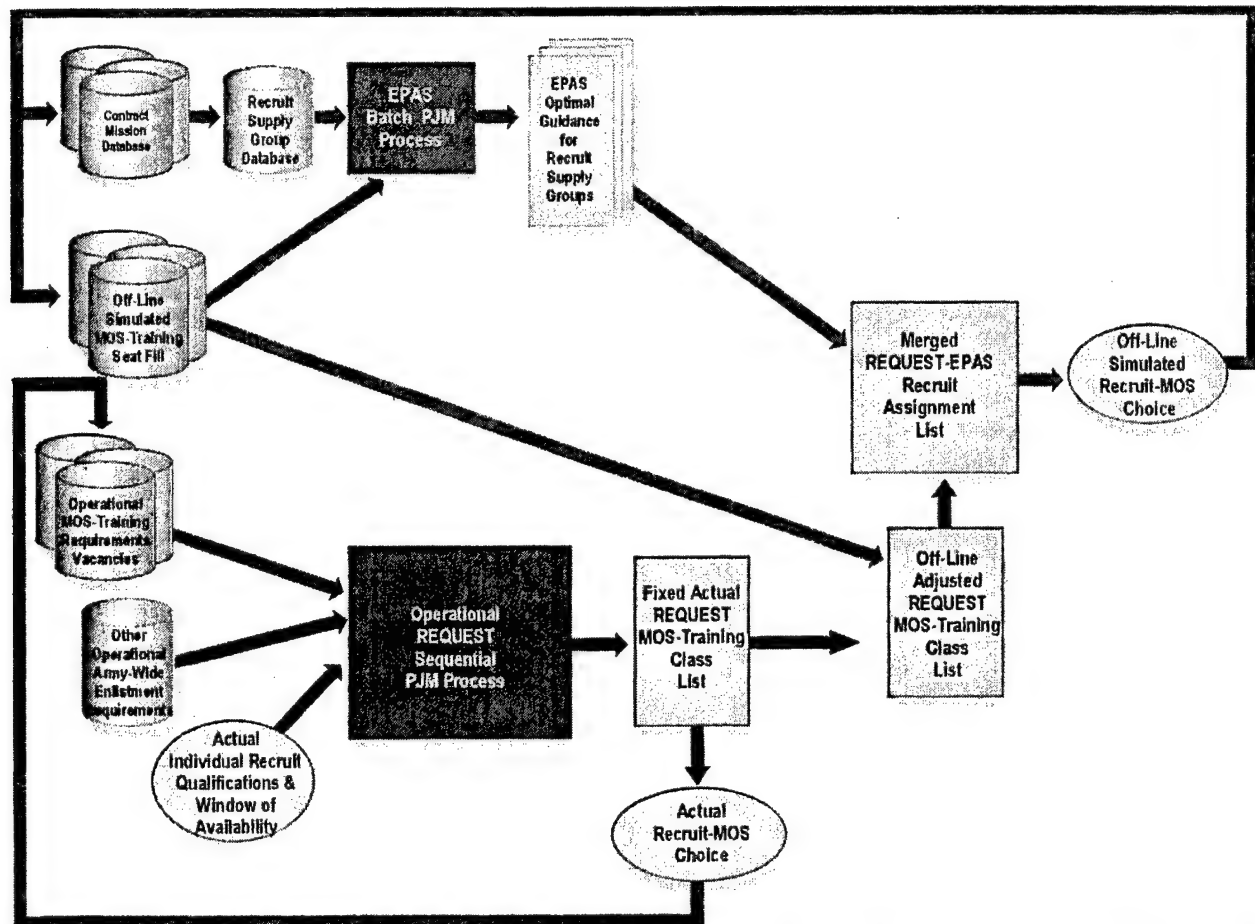 Contract
Mission
Database
Recruit
Supply
Group
Database
EPAS
Batch PJM
Process
EPAS
Optimal
Guidance
for
Recruit
Supply
Groups
Off-Line
Simulated
MOS-Training
Seat Fill
Merged
REQUEST-EPAS
Recruit
Assignment
List
Off-Line
Simulated
Recruit-MOS
Choice
Operational
MOS-Training
Requirements
Vacancies
Other
Operational
Army-Wide
Enlistment
Requirements
Actual
Individual Recruit
Qualifications &
Window of
Availability
Operational
REQUEST
Sequential
PJM Process
Fixed Actual
REQUEST
MOS-Training
Class
List
Off-Line
Adjusted
REQUEST
MOS-Training
Class
List
Actual
Recruit-MOS
Choice